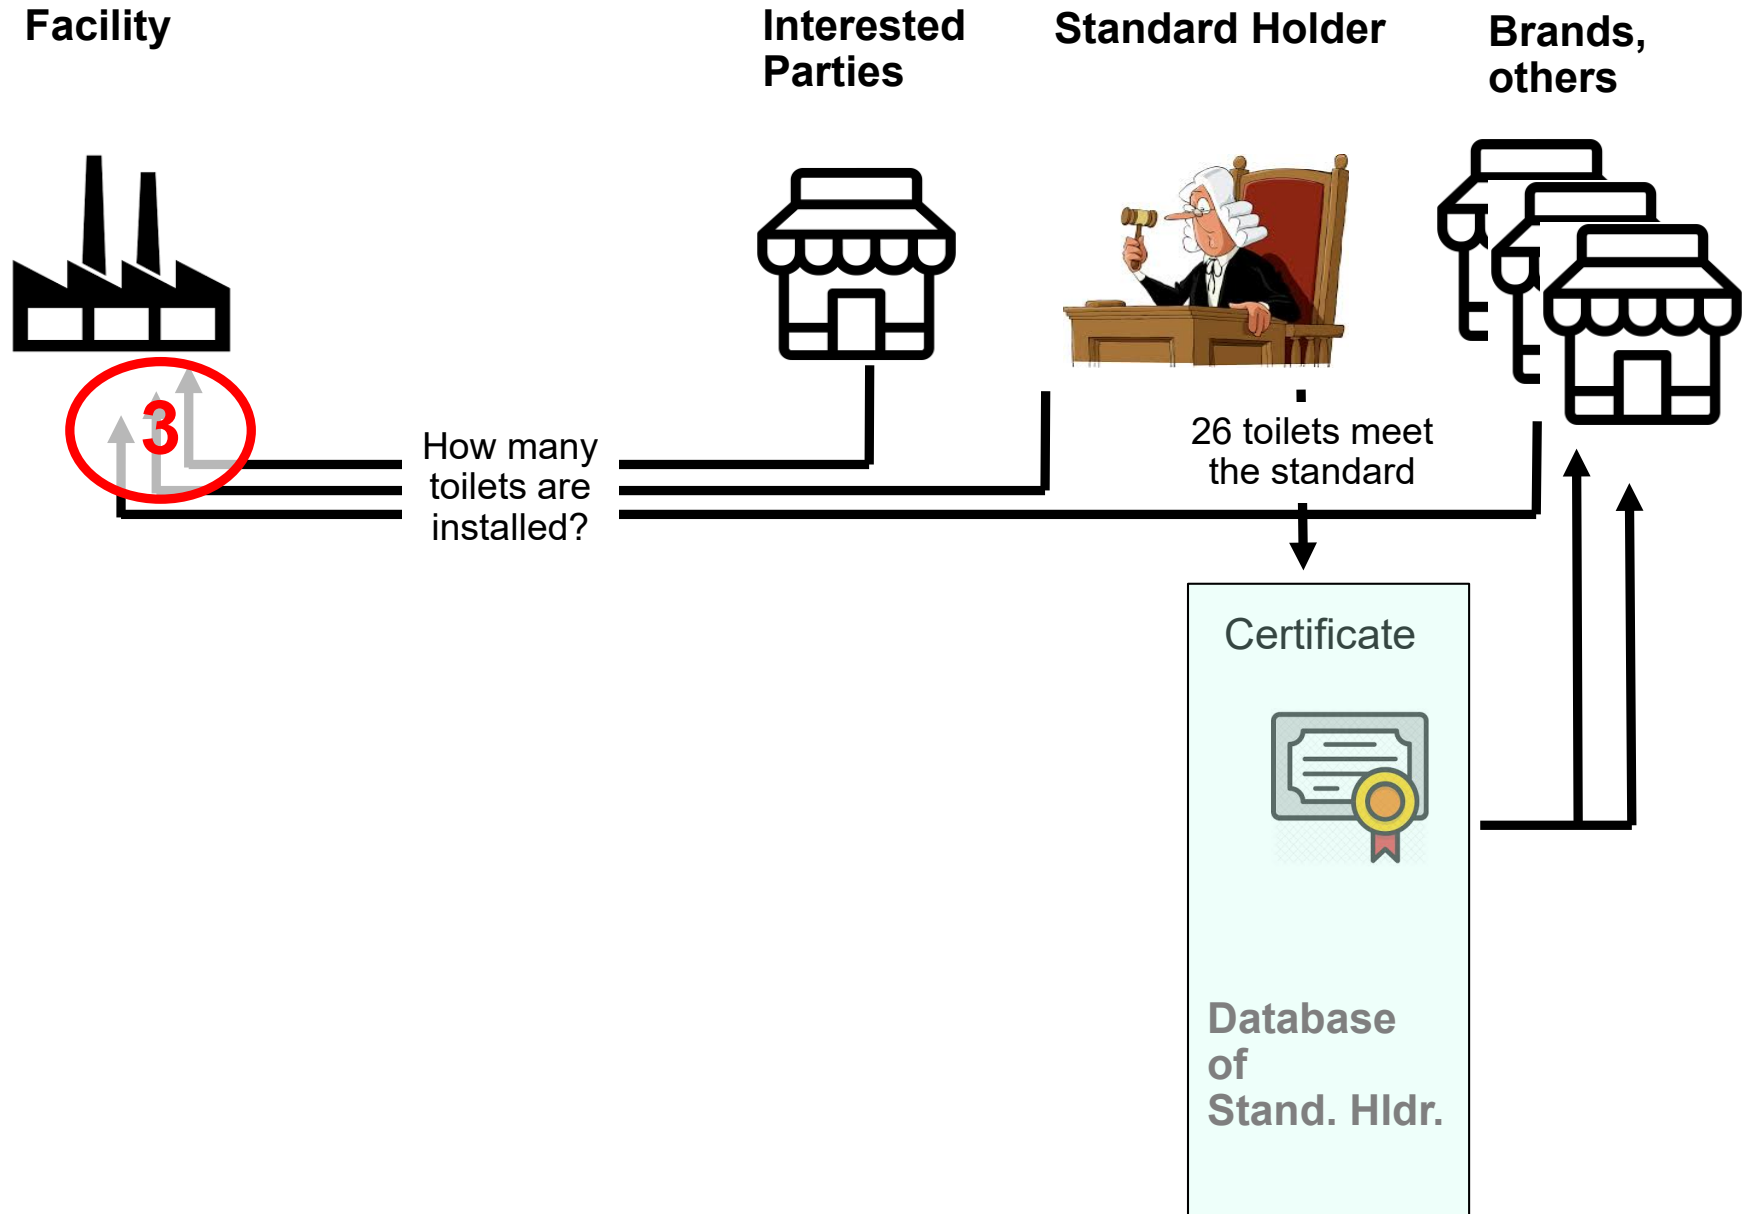 Facility
Interested
Parties
Standard Holder
Brands,
others
3
How many
toilets are
installed?
26 toilets meet
the standard
Certificate
Database
of
Stand. Hldr.